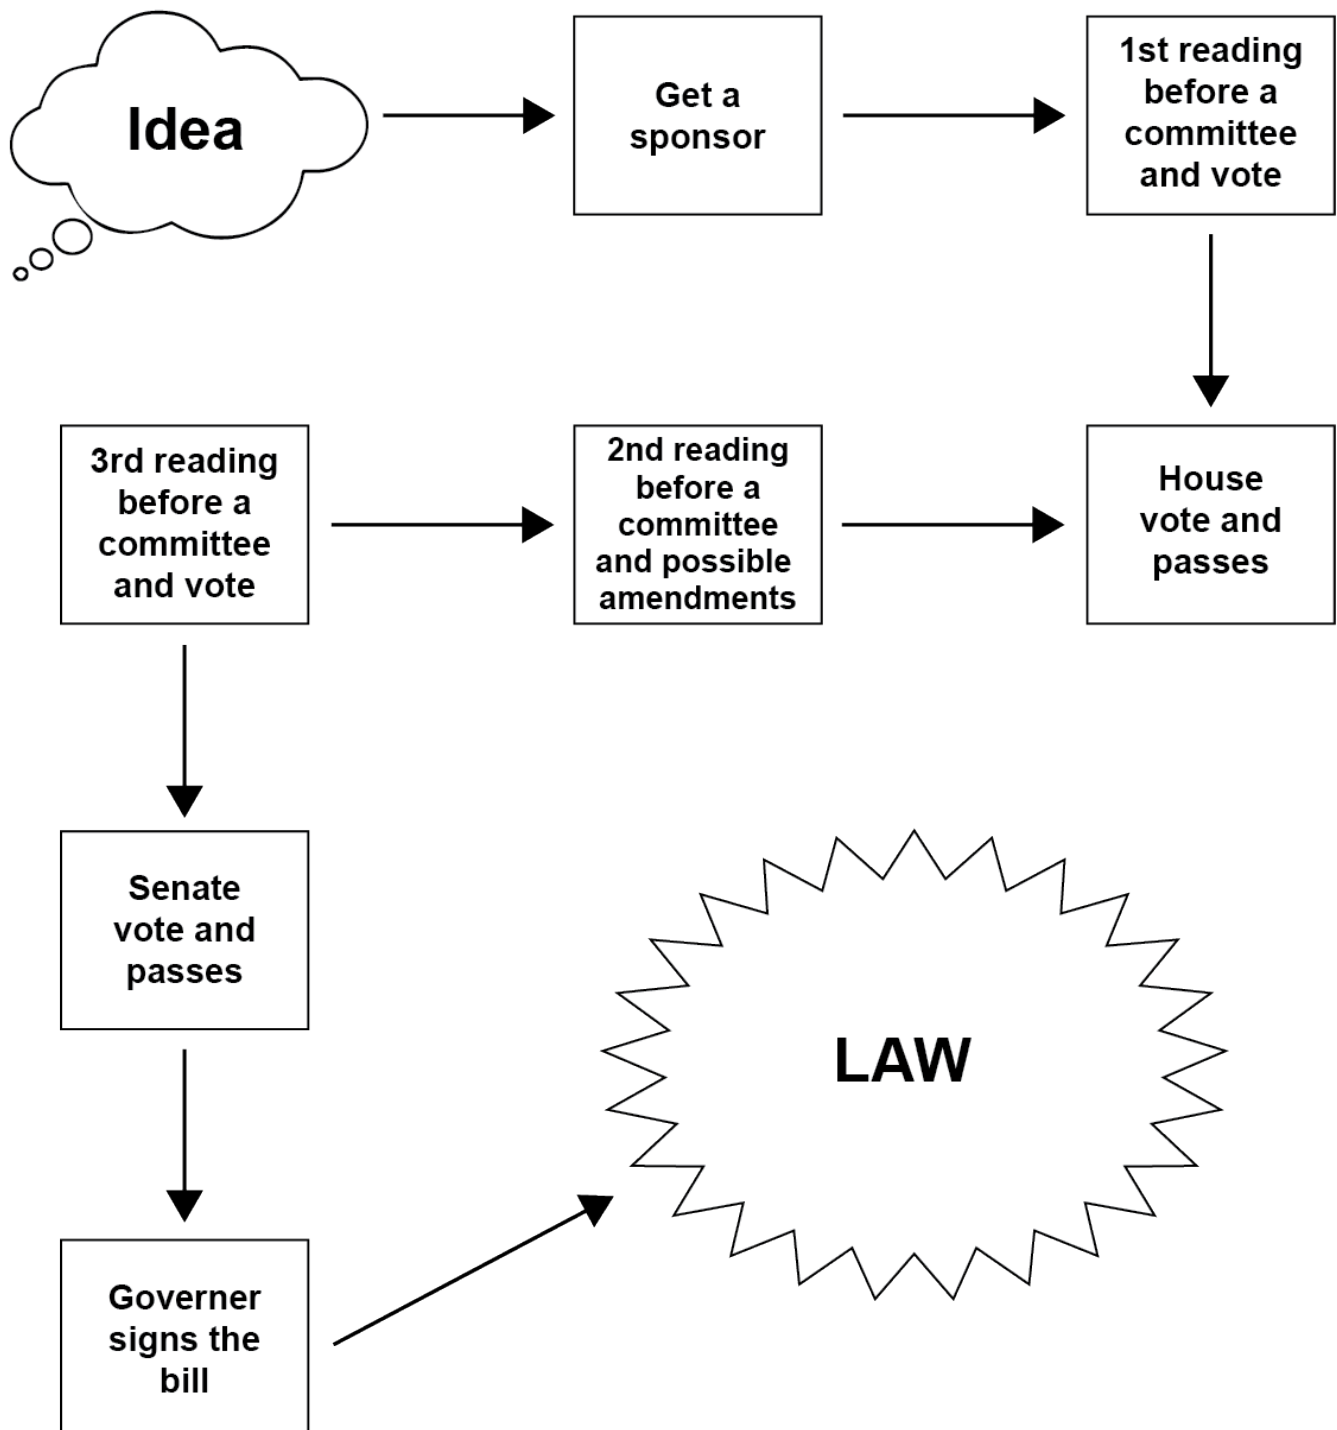 Idea
Get a
sponsor
1st reading
before a
committee
and vote
3rd reading
before a
committee
and vote
2nd reading
before a
committee
and possible
amendments
House
vote and
passes
Senate
vote and
passes
LAW
Governer
signs the
bill